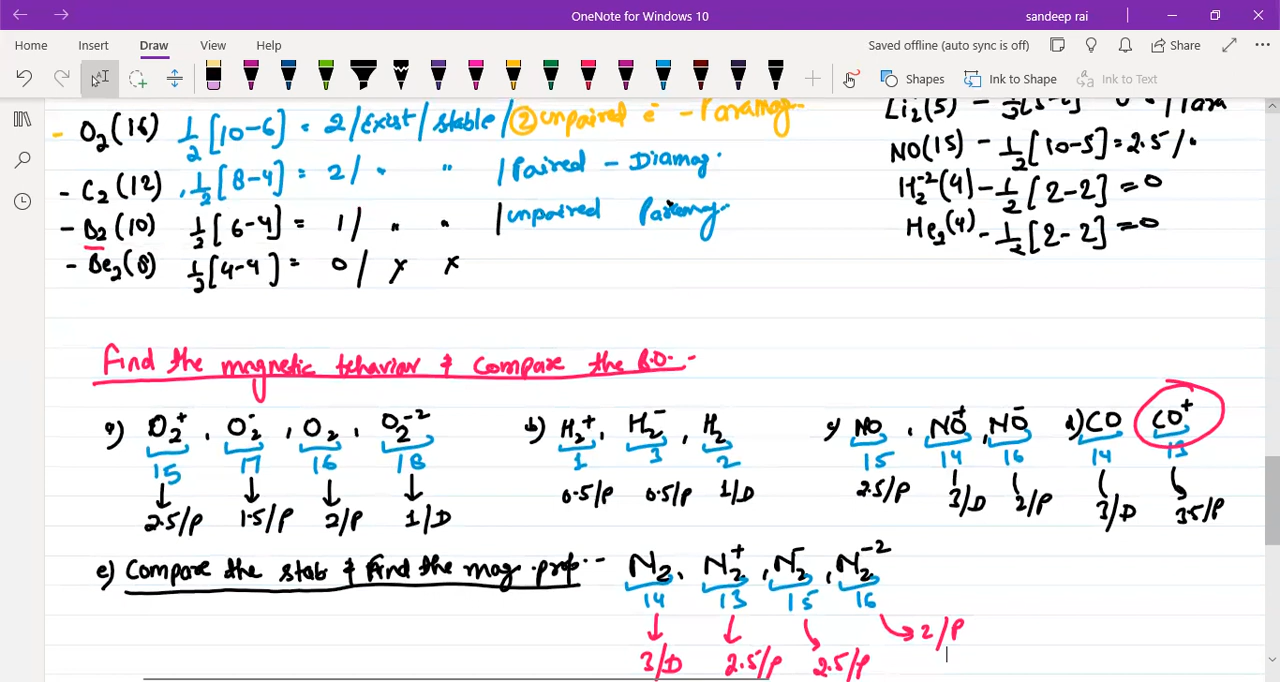 OneNote for Windows 10
sandeep rai
Home Insert Draw View Help
Saved offline (auto sync is off)
Share
Shapes
Ink to Shape
Ink to Text
- O₂(16) ½[10-6] = 2/Exist/stable/② unpaired e⁻ - Paramag.
- C₂(12), ½[8-4] = 2/ " " /Paired - Diamag.
- B₂(10) ½[6-4] = 1/ " " /unpaired Paramag.
- Be₂(8) ½[4-4] = 0/ x x
NO(15) - ½[10-5] = 2.5/
H₂⁻²(4) - ½[2-2] = 0
He₂(4) - ½[2-2] = 0
Find the magnetic behavior & Compare the B.O.
a) O₂⁺, O₂⁻, O₂, O₂⁻² b) H₂⁺, H₂⁻, H₂ c) NO, NO⁺, NO⁻ d) CO CO⁺
15 17 16 18 1 3 2 15 14 16 14 13
2.5/P 1.5/P 2/P 1/D 0.5/P 0.5/P 1/D 2.5/P 3/D 2/P 3/D 3.5/P
e) Compare the stab & find the mag. prop. - N₂, N₂⁺, N₂⁻, N₂⁻²
14 13 15 16
3/D 2.5/P 2.5/P 2/P